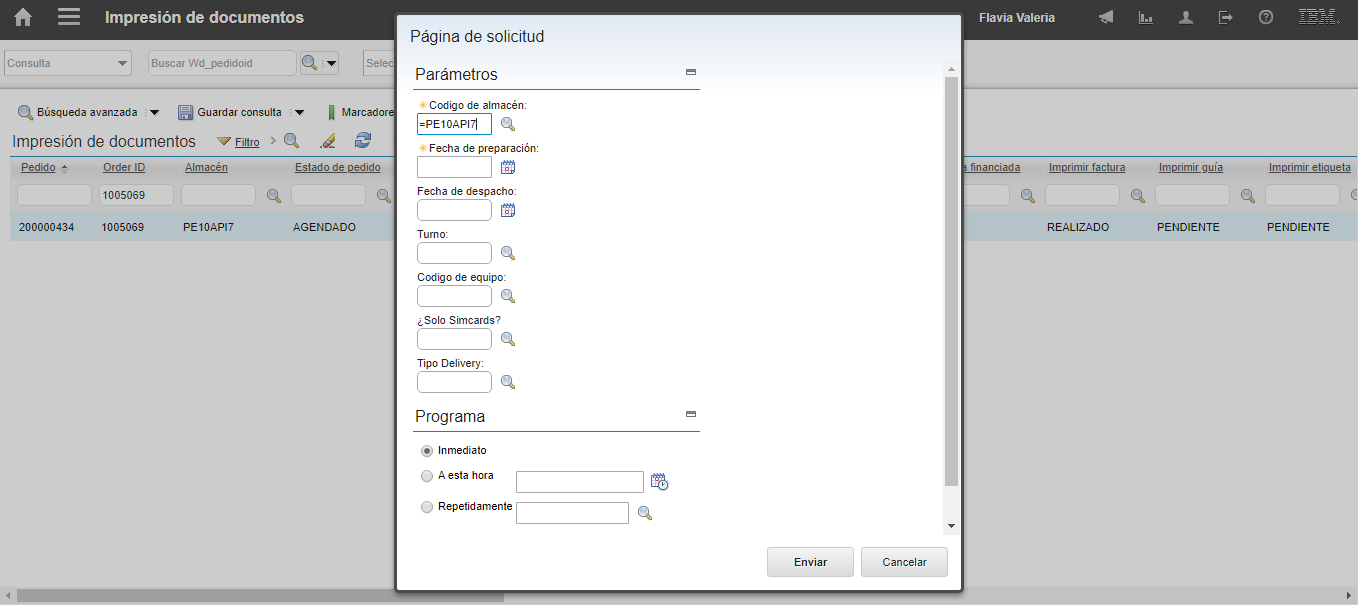 Impresión de documentos
Flavia Valeria
IBM.
Consulta
Buscar Wd_pedidoid
Selec
Búsqueda avanzada
Guardar consulta
Marcadore
Impresión de documentos
Filtro
Pedido
Order ID
Almacén
Estado de pedido
a financiada
Imprimir factura
Imprimir guía
Imprimir etiqueta
1005069
200000434
1005069
PE10API7
AGENDADO
REALIZADO
PENDIENTE
PENDIENTE
Página de solicitud
Parámetros
Codigo de almacén:
=PE10API7
Fecha de preparación:
Fecha de despacho:
Turno:
Codigo de equipo:
¿Solo Simcards?
Tipo Delivery:
Programa
Inmediato
A esta hora
Repetidamente
Enviar
Cancelar